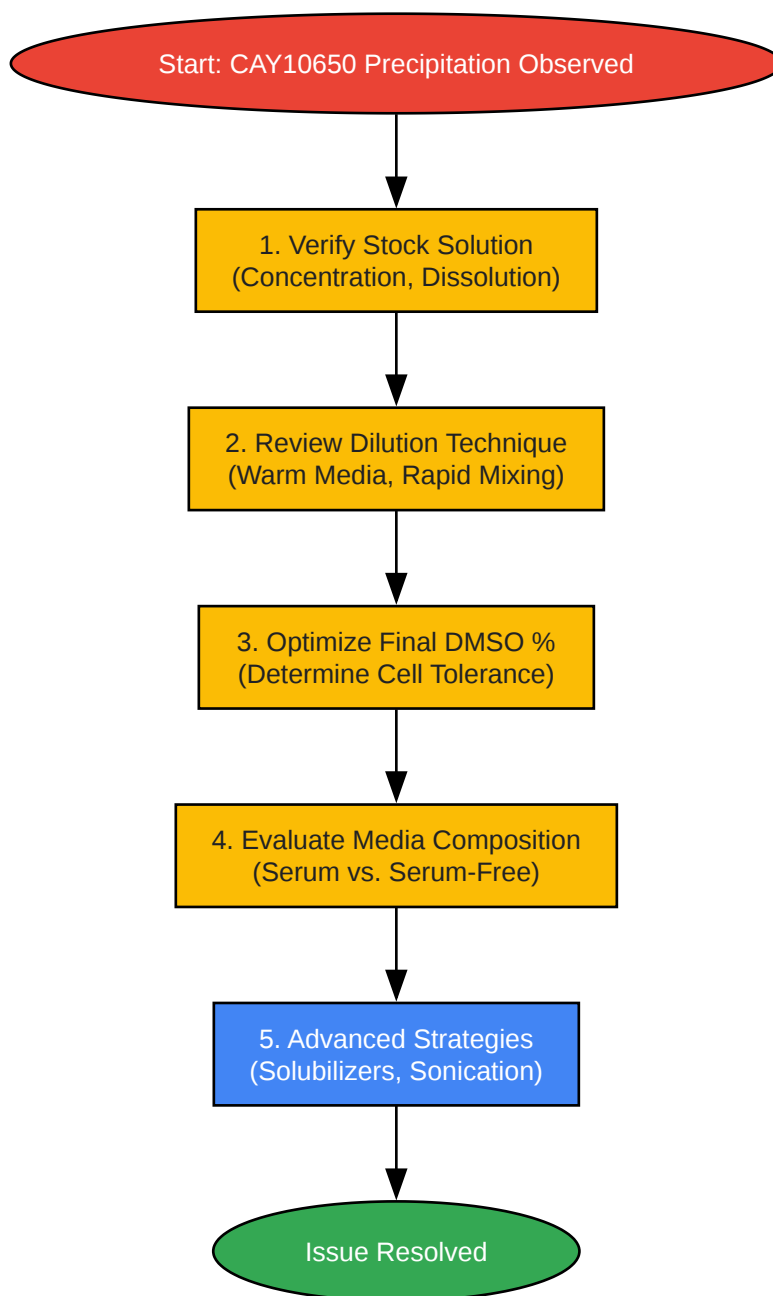 Start: CAY10650 Precipitation Observed
1. Verify Stock Solution
(Concentration, Dissolution)
2. Review Dilution Technique
(Warm Media, Rapid Mixing)
3. Optimize Final DMSO %
(Determine Cell Tolerance)
4. Evaluate Media Composition
(Serum vs. Serum-Free)
5. Advanced Strategies
(Solubilizers, Sonication)
Issue Resolved